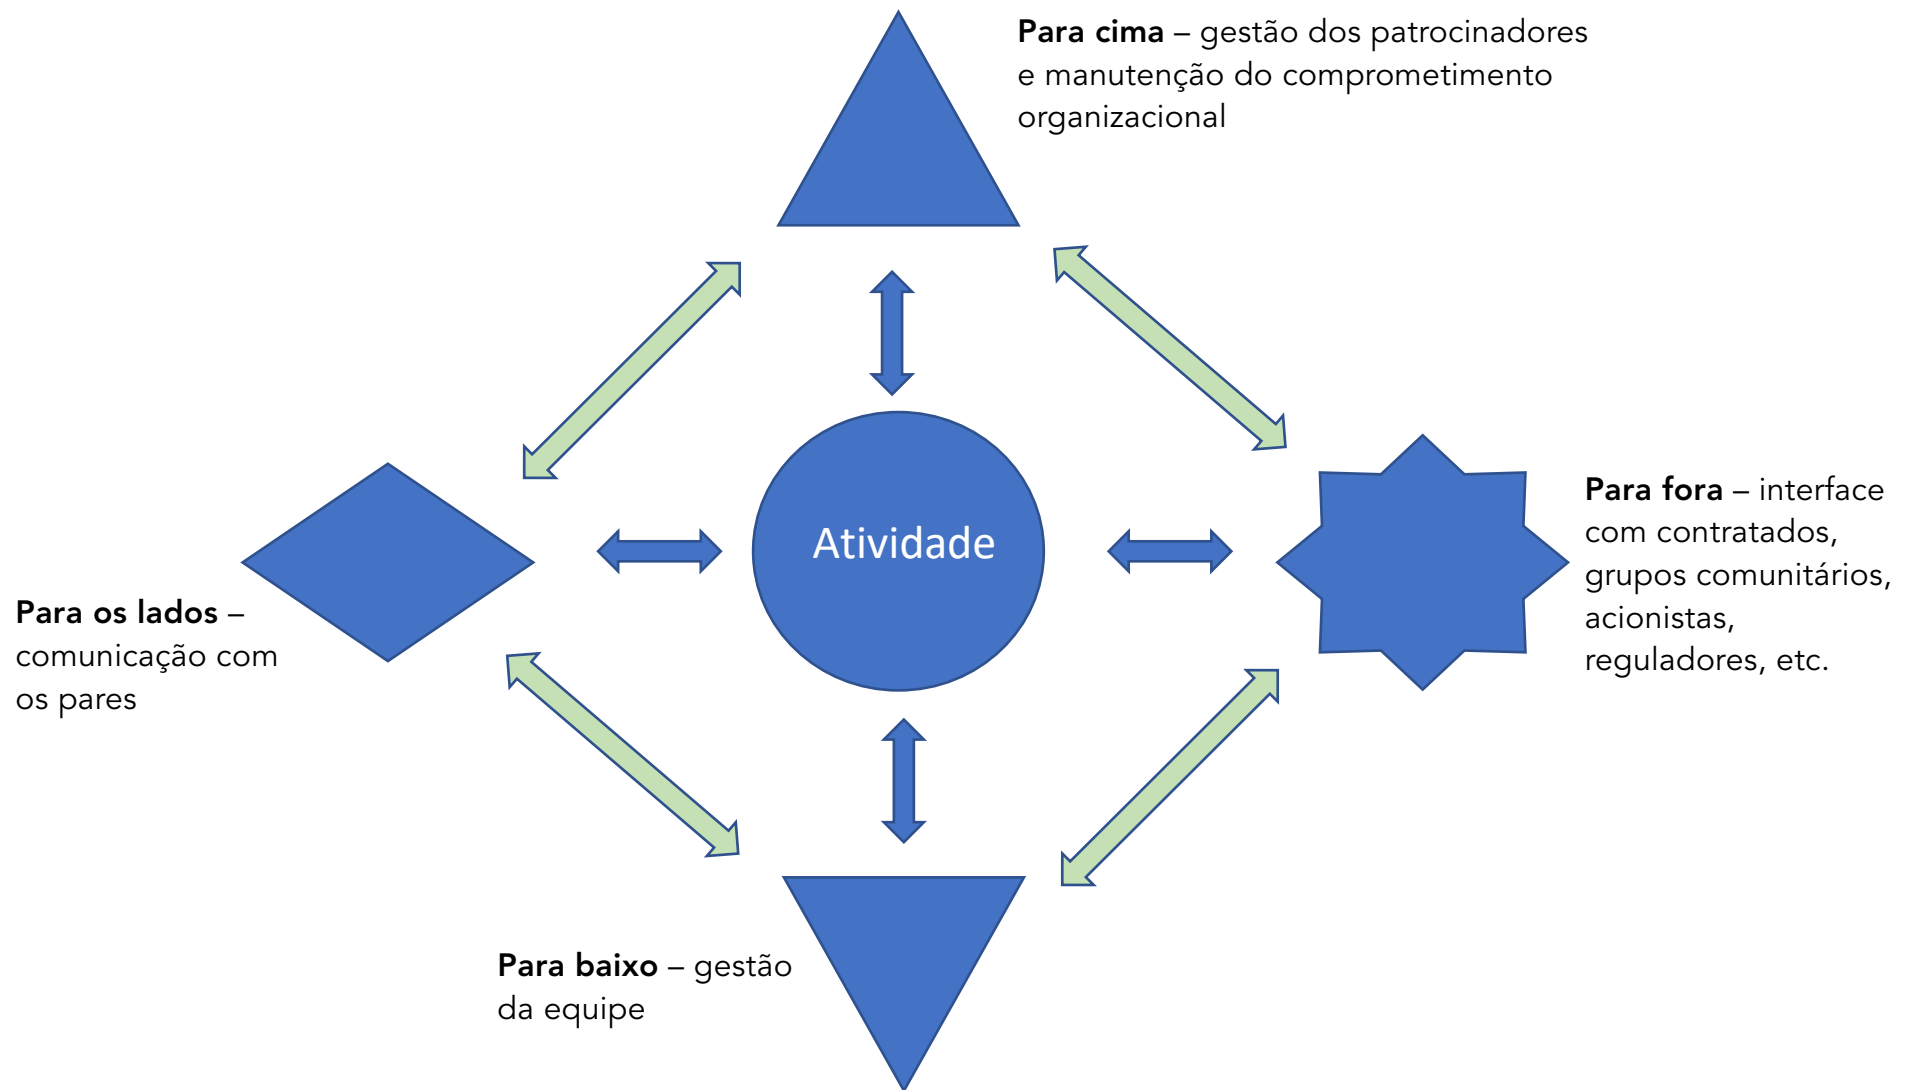 Para cima – gestão dos patrocinadores
e manutenção do comprometimento
organizacional
Atividade
Para fora – interface
com contratados,
grupos comunitários,
acionistas,
reguladores, etc.
Para os lados –
comunicação com
os pares
Para baixo – gestão
da equipe